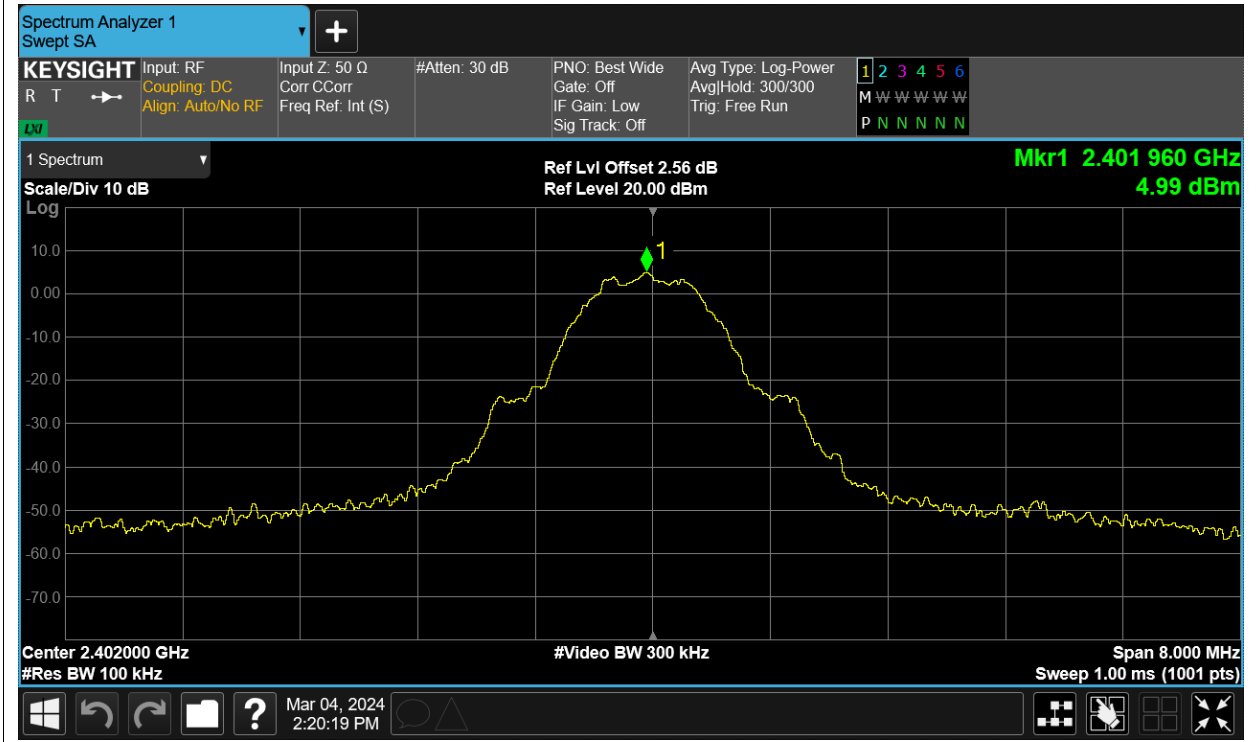 Spectrum Analyzer 1
Swept SA
KEYSIGHT
R T
LXI
Input: RF
Coupling: DC
Align: Auto/No RF
Input Z: 50 Ω
Corr CCorr
Freq Ref: Int (S)
#Atten: 30 dB
PNO: Best Wide
Gate: Off
IF Gain: Low
Sig Track: Off
Avg Type: Log-Power
Avg|Hold: 300/300
Trig: Free Run
1 2 3 4 5 6
M W W W W W
P N N N N N
1 Spectrum
Scale/Div 10 dB
Log
Ref Lvl Offset 2.56 dB
Ref Level 20.00 dBm
Mkr1 2.401 960 GHz
4.99 dBm
1
10.0
0.00
-10.0
-20.0
-30.0
-40.0
-50.0
-60.0
-70.0
Center 2.402000 GHz
#Res BW 100 kHz
#Video BW 300 kHz
Span 8.000 MHz
Sweep 1.00 ms (1001 pts)
?
Mar 04, 2024
2:20:19 PM